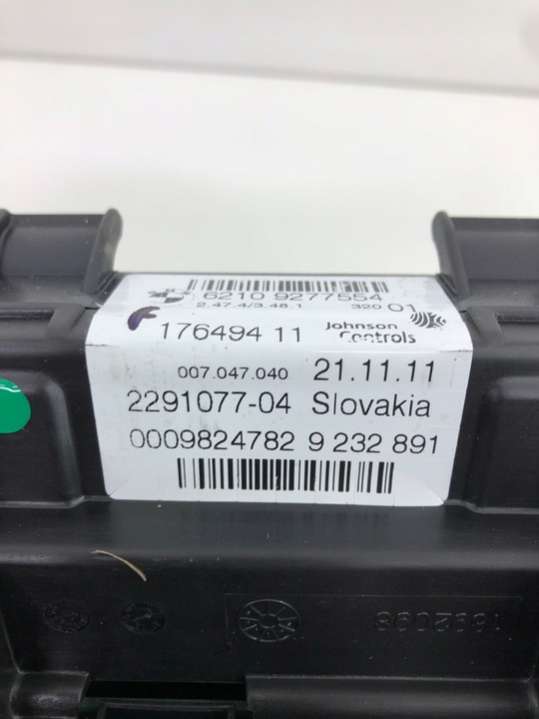 6210 9277554
2.47.4/3.48.1 320 01
F 176494 11 Johnson Controls
007.047.040 21.11.11
2291077-04 Slovakia
0009824782 9 232 891